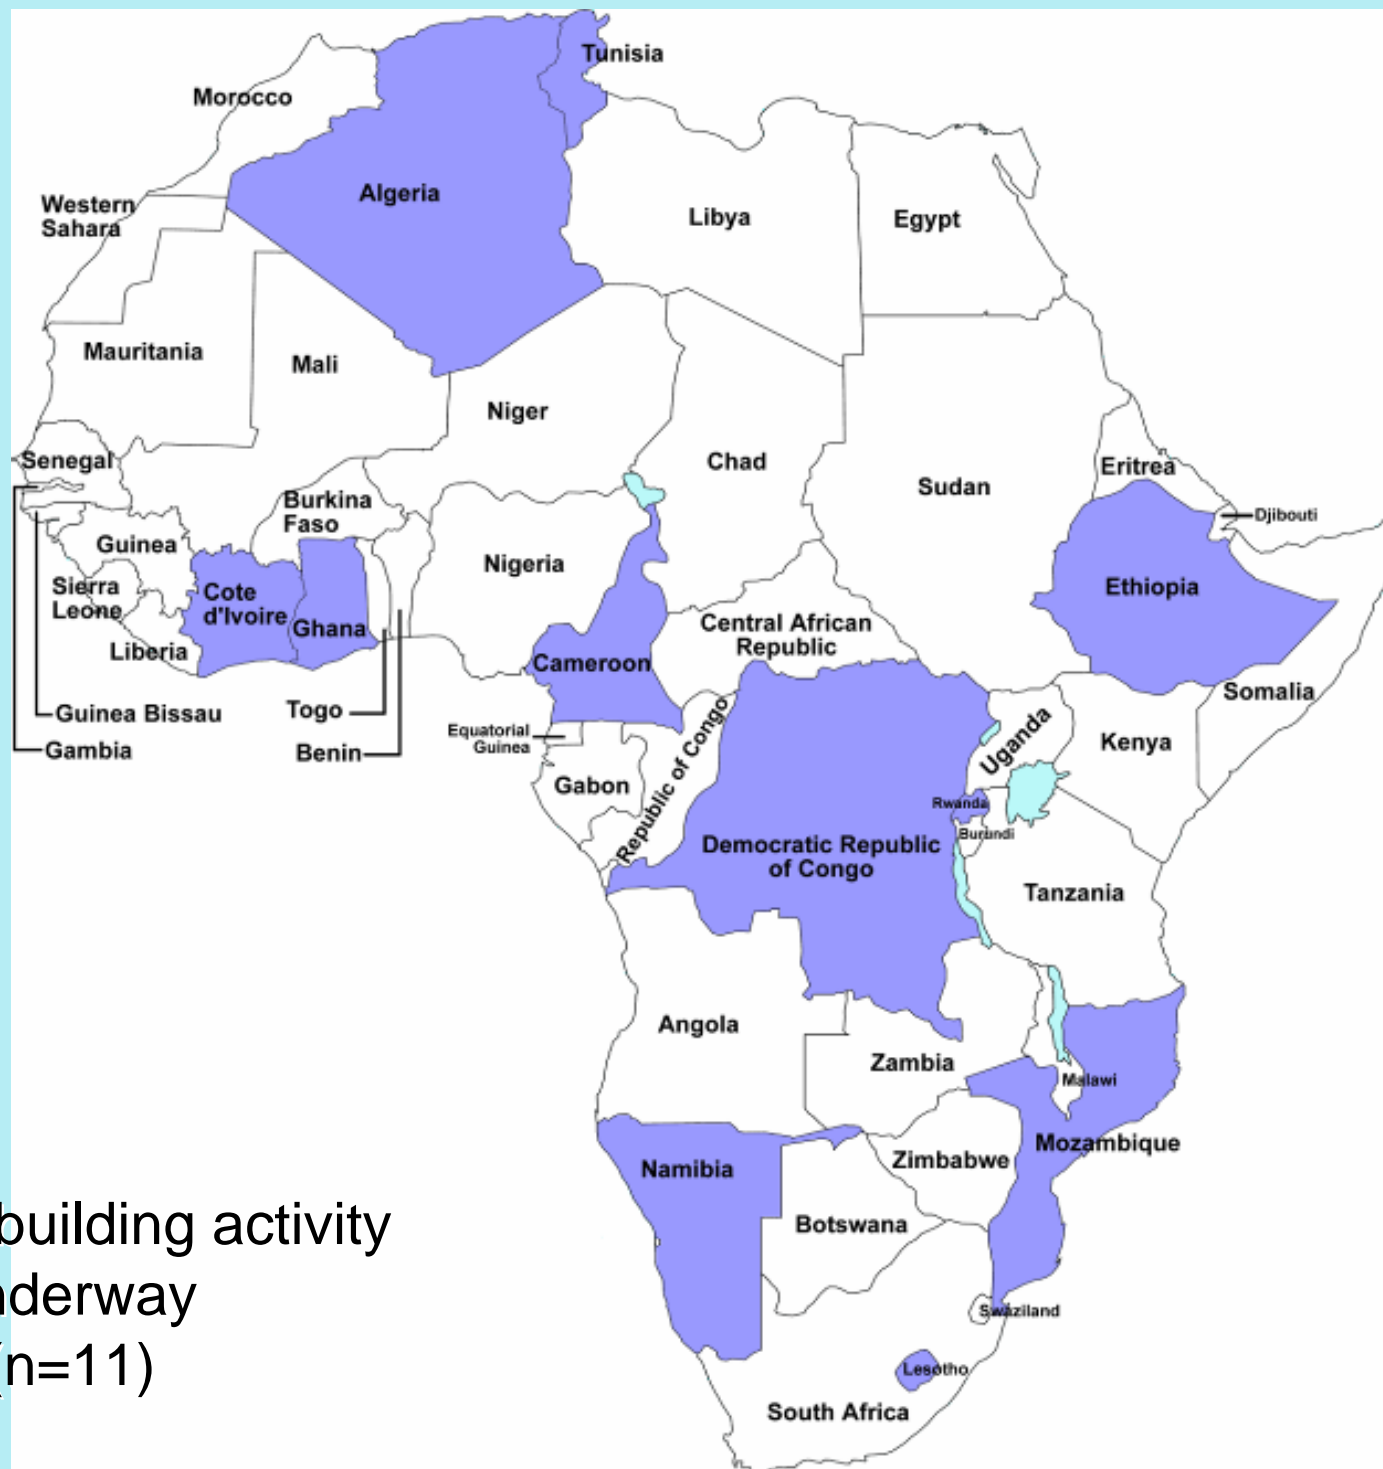 Tunisia
Morocco
Algeria
Western
Sahara
Libya
Egypt
Mauritania
Mali
Niger
Chad
Sudan
Eritrea
Djibouti
Senegal
Burkina
Faso
Guinea
Nigeria
Ethiopia
Sierra
Leone
Cote
d'Ivoire
Ghana
Central African
Republic
Liberia
Cameroon
Somalia
Guinea Bissau
Togo
Gambia
Benin
Equatorial
Guinea
Gabon
Republic of Congo
Uganda
Kenya
Rwanda
Burundi
Democratic Republic
of Congo
Tanzania
Angola
Zambia
Malawi
Mozambique
Namibia
Zimbabwe
Botswana
building activity
nderway
(n=11)
Swaziland
Lesotho
South Africa